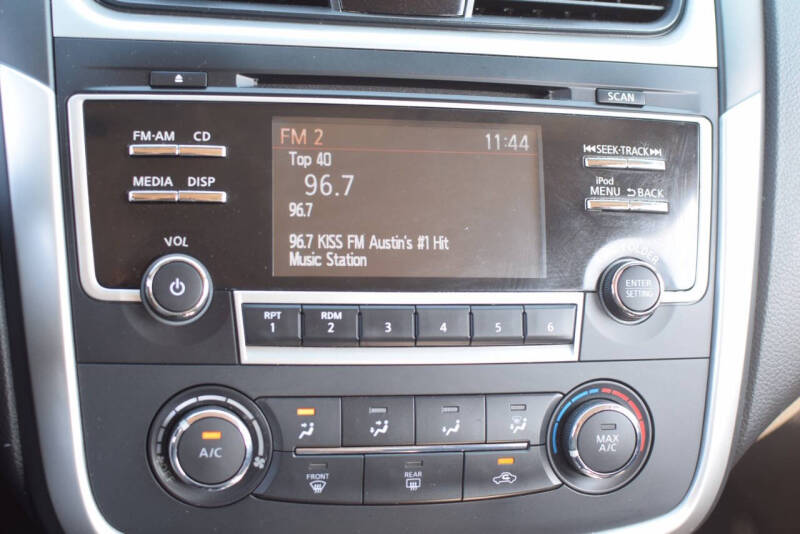 SCAN
FM-AM CD
MEDIA DISP
VOL
FM 2 11:44
Top 40
96.7
96.7
96.7 KISS FM Austin's #1 Hit
Music Station
SEEK·TRACK
iPod
MENU BACK
FOLDER
ENTER
SETTING
RPT
1
RDM
2
3
4
5
6
A/C
MAX
A/C
FRONT
REAR